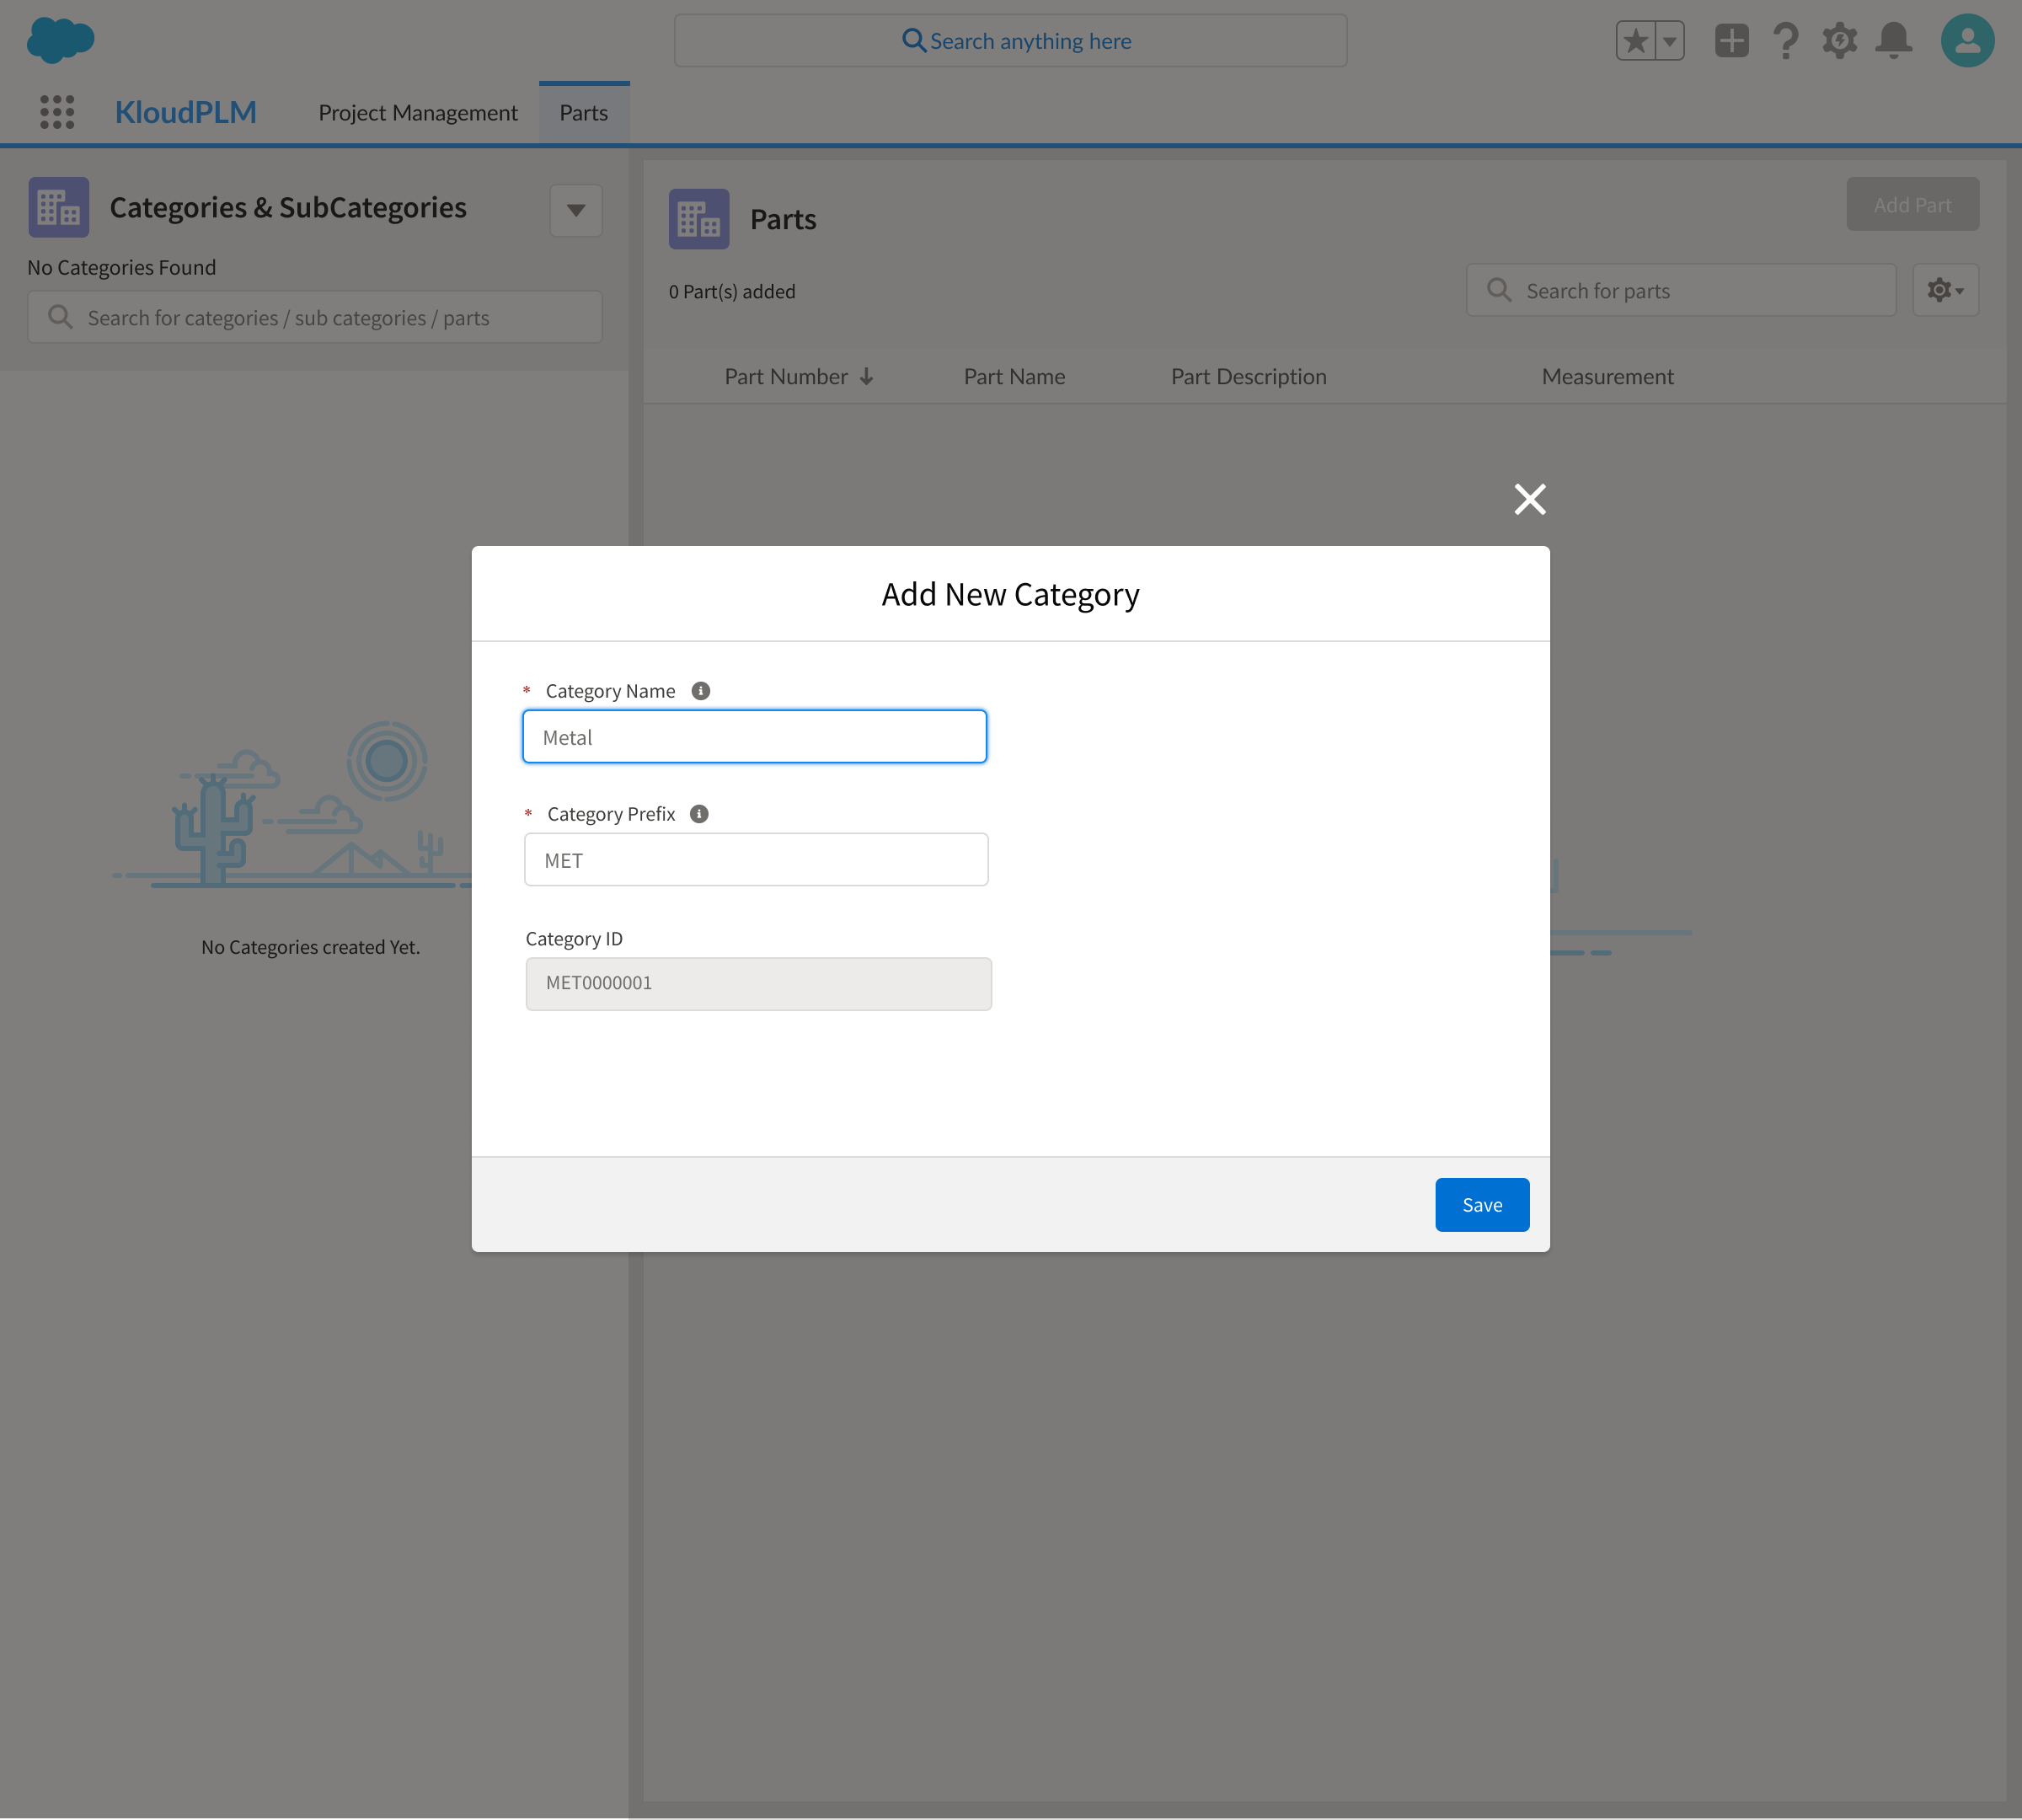 Search anything here
KloudPLM
Project Management
Parts
Categories & SubCategories
No Categories Found
Search for categories / sub categories / parts
Parts
Add Part
0 Part(s) added
Search for parts
Part Number
Part Name
Part Description
Measurement
No Categories created Yet.
Add New Category
* Category Name
Metal
* Category Prefix
MET
Category ID
MET0000001
Save